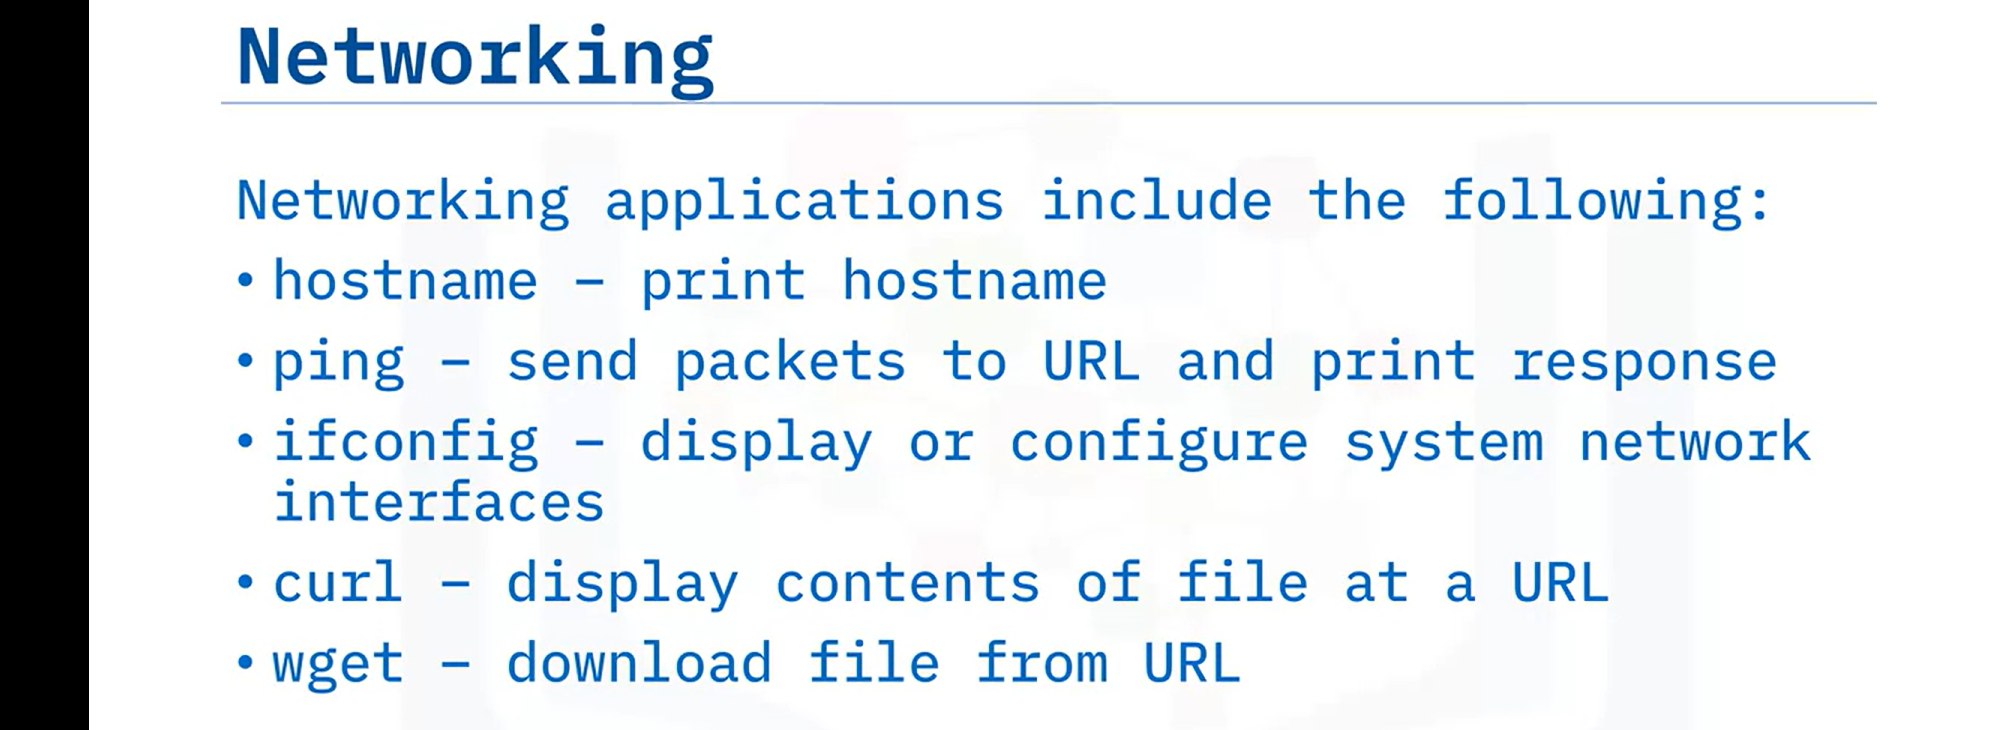 Networking
Networking applications include the following:
• hostname – print hostname
• ping – send packets to URL and print response
• ifconfig – display or configure system network
interfaces
• curl – display contents of file at a URL
• wget – download file from URL